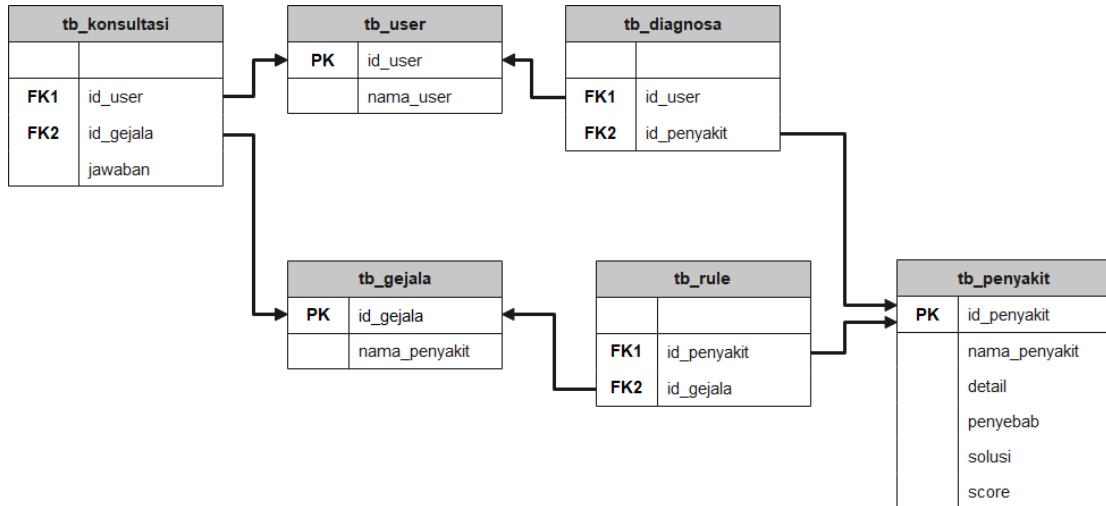 tb_konsultasi
FK1 id_user
FK2 id_gejala
jawaban
tb_user
PK id_user
nama_user
tb_diagnosa
FK1 id_user
FK2 id_penyakit
tb_gejala
PK id_gejala
nama_penyakit
tb_rule
FK1 id_penyakit
FK2 id_gejala
tb_penyakit
PK id_penyakit
nama_penyakit
detail
penyebab
solusi
score